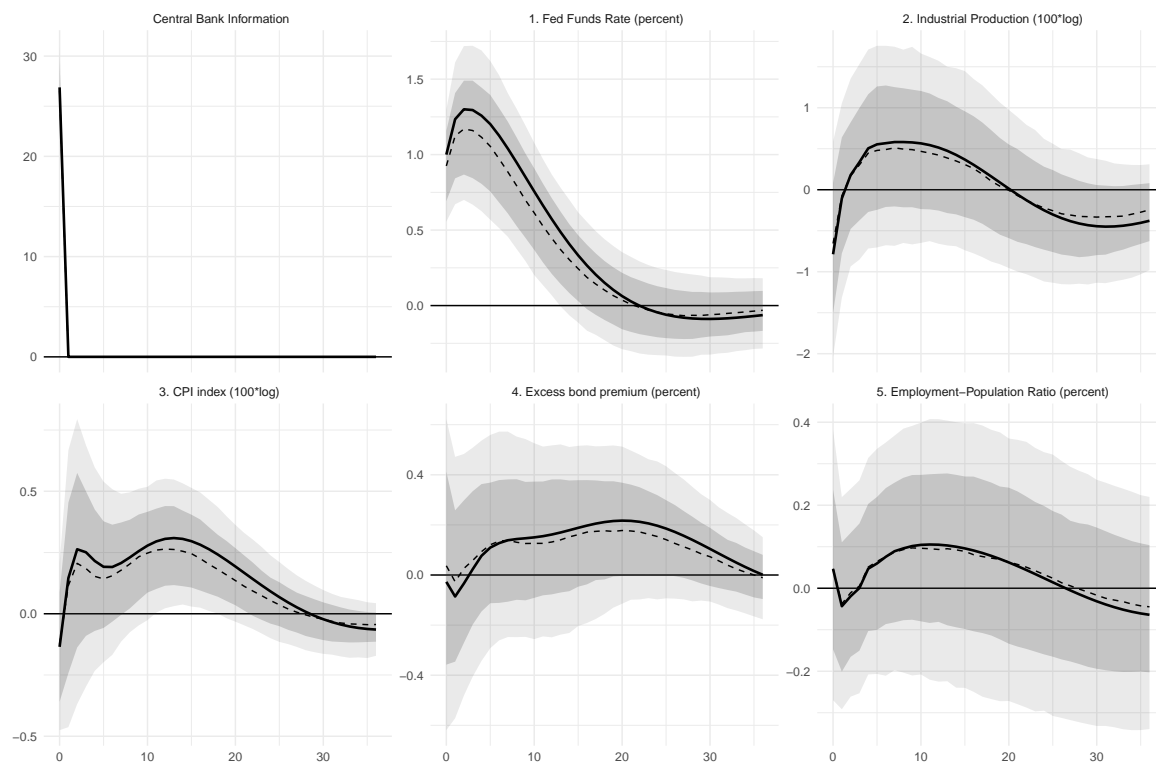 Central Bank Information
1. Fed Funds Rate (percent)
2. Industrial Production (100*log)
30
20
10
0
1.5
1.0
0.5
0.0
1
0
−1
−2
3. CPI index (100*log)
4. Excess bond premium (percent)
5. Employment−Population Ratio (percent)
0.5
0.0
−0.5
0.4
0.0
−0.4
0.4
0.2
0.0
−0.2
0 10 20 30
0 10 20 30
0 10 20 30